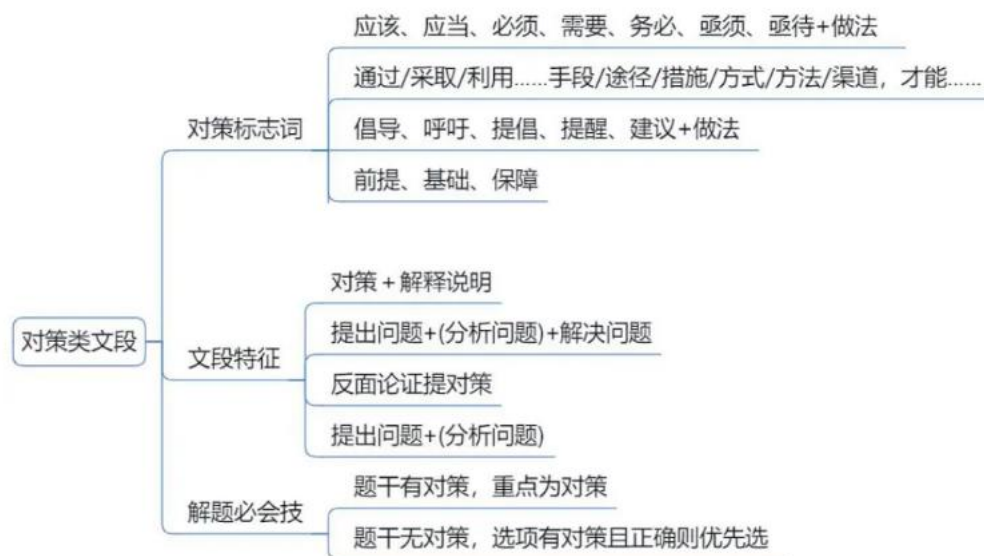 应该、应当、必须、需要、务必、亟须、亟待+做法
通过/采取/利用......手段/途径/措施/方式/方法/渠道，才能......
对策标志词
倡导、呼吁、提倡、提醒、建议+做法
前提、基础、保障
对策+解释说明
提出问题+(分析问题)+解决问题
对策类文段
文段特征
反面论证提对策
提出问题+(分析问题)
题干有对策，重点为对策
解题必会技
题干无对策，选项有对策且正确则优先选